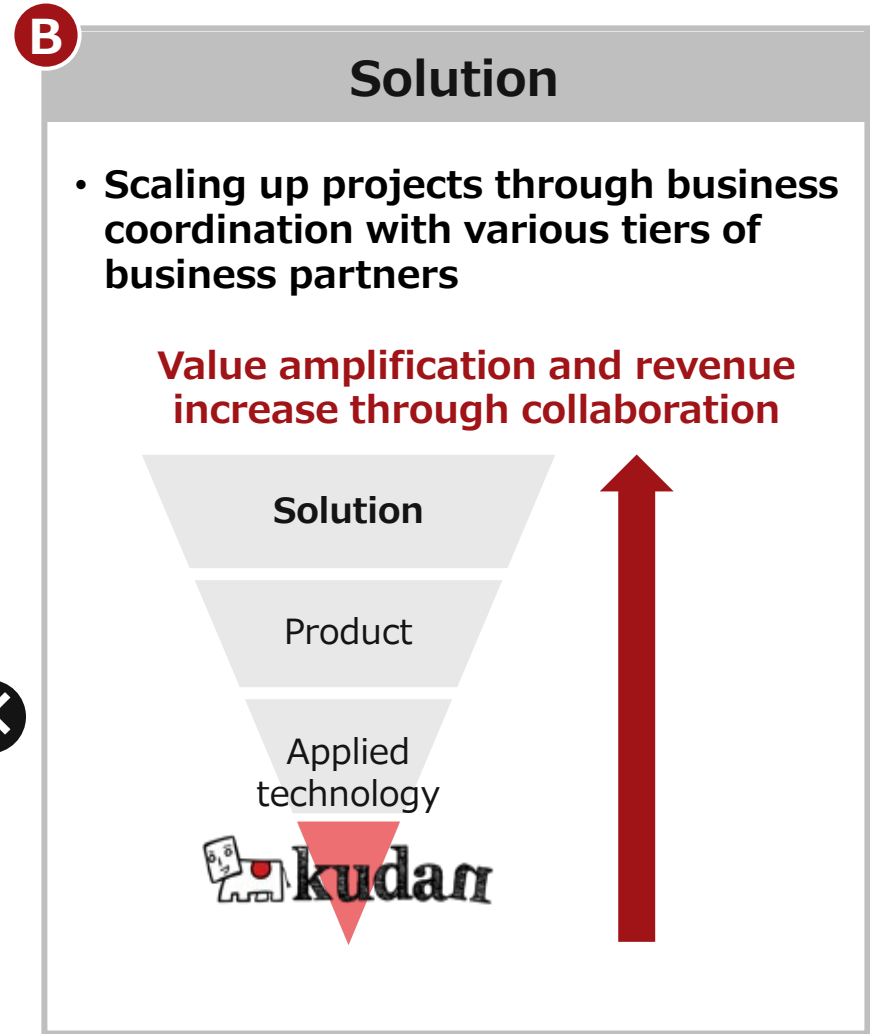 B
Solution
• Scaling up projects through business
coordination with various tiers of
business partners
Value amplification and revenue
increase through collaboration
Solution
Product
Applied
technology
kudan